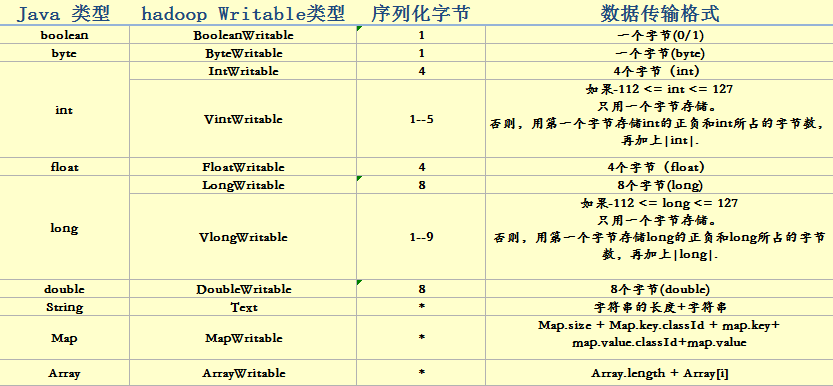 Java 类型 hadoop Writable类型 序列化字节 数据传输格式
boolean BooleanWritable 1 一个字节(0/1)
byte ByteWritable 1 一个字节(byte)
int IntWritable 4 4个字节（int）
VintWritable 1--5 如果-112 <= int <= 127
只用一个字节存储。
否则，用第一个字节存储int的正负和int所占的字节数，
再加上|int|.
float FloatWritable 4 4个字节（float）
long LongWritable 8 8个字节(long)
VlongWritable 1--9 如果-112 <= long <= 127
只用一个字节存储。
否则，用第一个字节存储long的正负和long所占的字节
数，再加上|long|.
double DoubleWritable 8 8个字节(double)
String Text * 字符串的长度+字符串
Map MapWritable * Map.size + Map.key.classId + map.key+
map.value.classId+map.value
Array ArrayWritable * Array.length + Array[i]